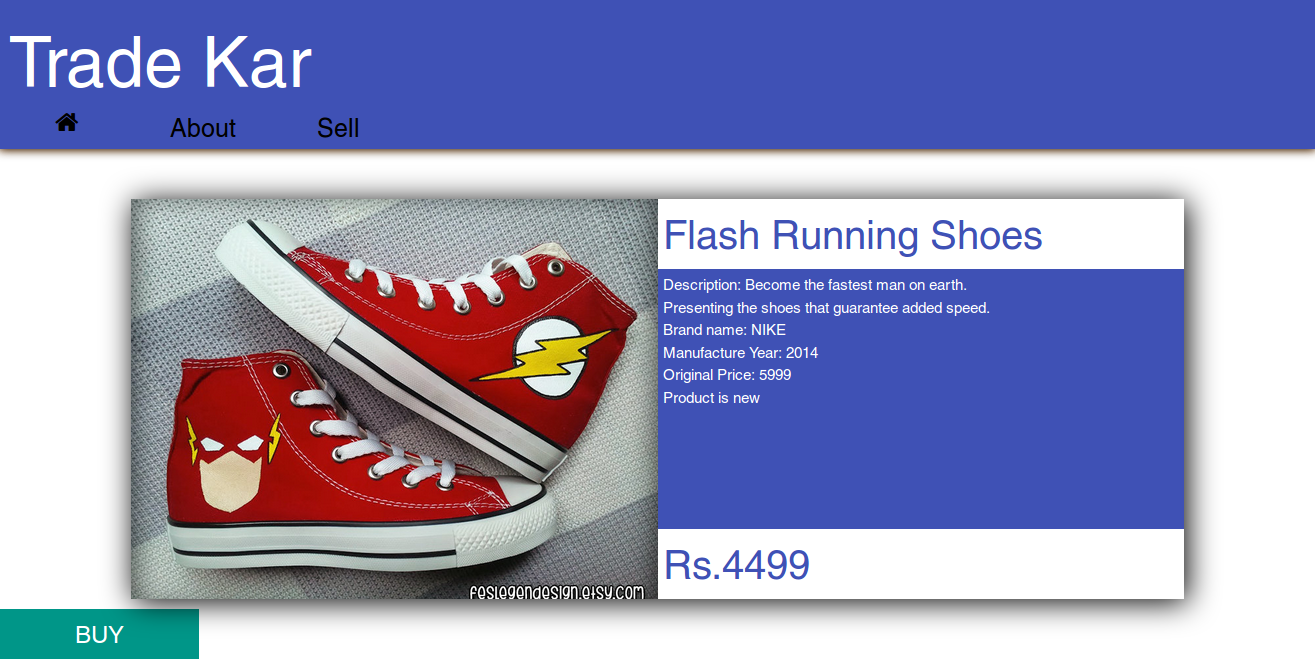 Trade Kar
About
Sell
Flash Running Shoes
Description: Become the fastest man on earth.
Presenting the shoes that guarantee added speed.
Brand name: NIKE
Manufacture Year: 2014
Original Price: 5999
Product is new
Rs.4499
feslegendesign.etsy.com
BUY